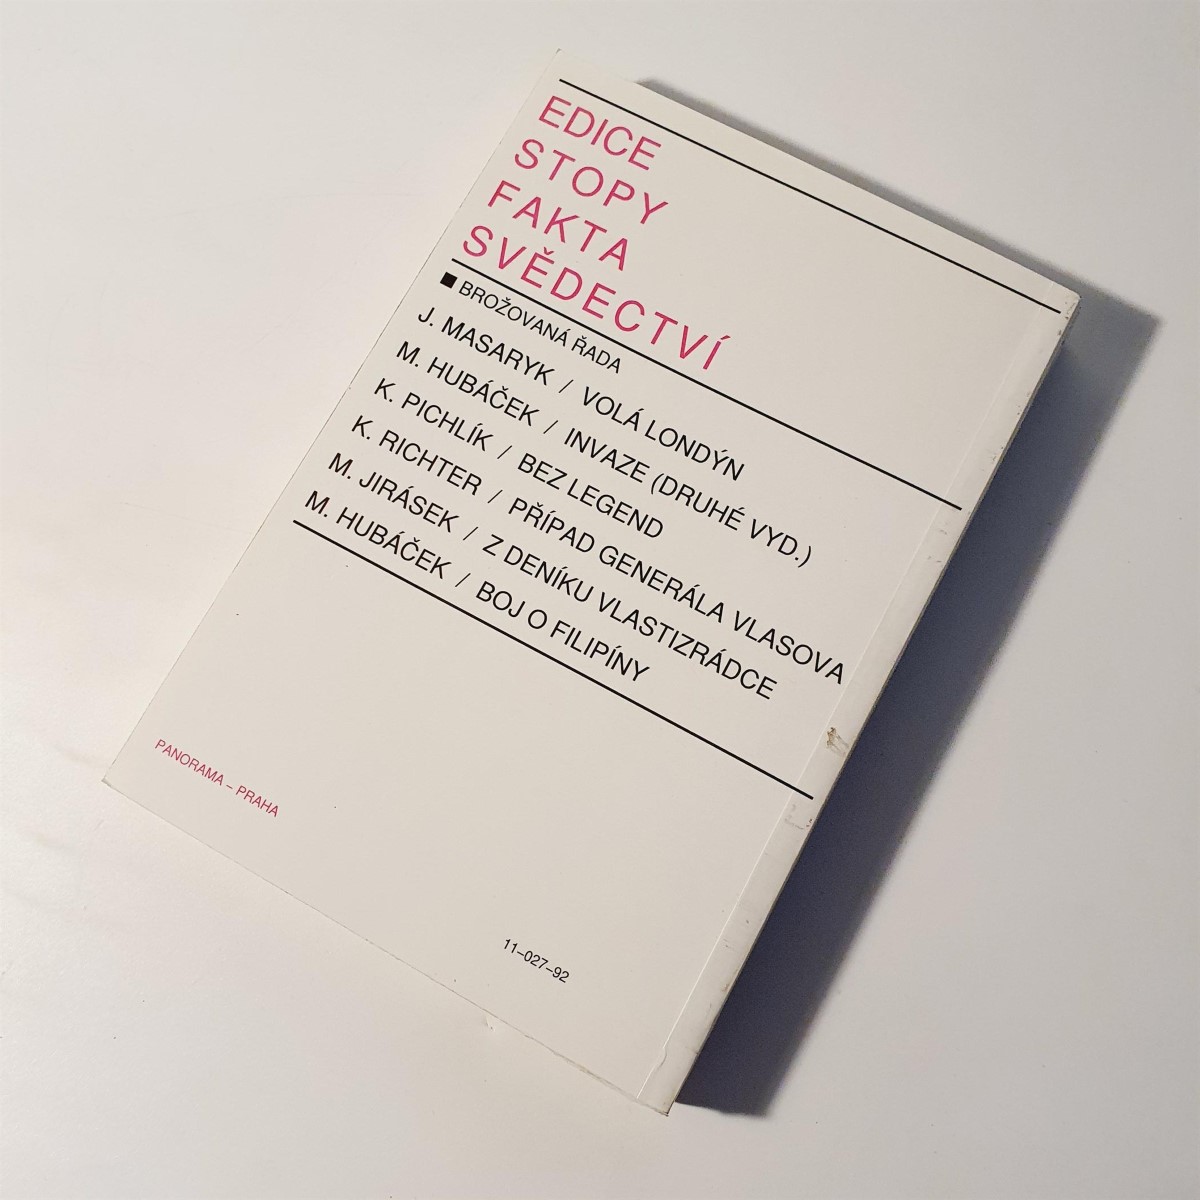 EDICE
STOPY
FAKTA
SVĚDECTVÍ
■ BROŽOVANÁ ŘADA
J. MASARYK / VOLÁ LONDÝN
M. HUBÁČEK / INVAZE (DRUHÉ VYD.)
K. PICHLÍK / BEZ LEGEND
K. RICHTER / PŘÍPAD GENERÁLA VLASOVA
M. JIRÁSEK / Z DENÍKU VLASTIZRÁDCE
M. HUBÁČEK / BOJ O FILIPÍNY
PANORAMA – PRAHA
11–027–92